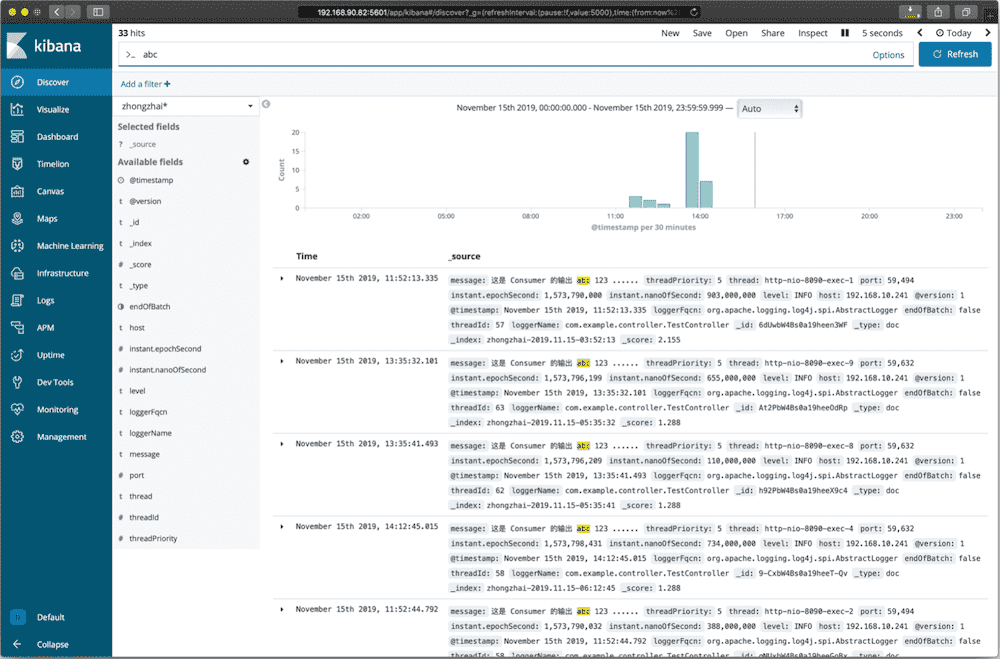 192.168.90.82:5601/app/kibana#/discover?_g=(refreshInterval:(pause:!f,value:5000),time:(from:now%2
kibana
Discover
Visualize
Dashboard
Timelion
Canvas
Maps
Machine Learning
Infrastructure
Logs
APM
Uptime
Dev Tools
Monitoring
Management
Default
Collapse
33 hits
New Save Open Share Inspect 5 seconds Today
>_ abc
Options
Refresh
Add a filter +
zhongzhai*
Selected fields
? _source
Available fields
@timestamp
t @version
t _id
t _index
# _score
t _type
endOfBatch
t host
# instant.epochSecond
# instant.nanoOfSecond
t level
t loggerFqcn
t loggerName
t message
# port
t thread
# threadId
# threadPriority
November 15th 2019, 00:00:00.000 - November 15th 2019, 23:59:59.999 —
Auto
Count
20
15
10
5
0
02:00 05:00 08:00 11:00 14:00 17:00 20:00 23:00
@timestamp per 30 minutes
Time _source
November 15th 2019, 11:52:13.335
message: 这是 Consumer 的输出 abc 123 ...... threadPriority: 5 thread: http-nio-8090-exec-1 port: 59,494
instant.epochSecond: 1,573,790,000 instant.nanoOfSecond: 903,000,000 level: INFO host: 192.168.10.241 @version: 1
@timestamp: November 15th 2019, 11:52:13.335 loggerFqcn: org.apache.logging.log4j.spi.AbstractLogger endOfBatch: false
threadId: 57 loggerName: com.example.controller.TestController _id: 6dUwbW4Bs0a19heen3WF _type: doc
_index: zhongzhai-2019.11.15-03:52:13 _score: 2.155
November 15th 2019, 13:35:32.101
message: 这是 Consumer 的输出 abc 123 ...... threadPriority: 5 thread: http-nio-8090-exec-9 port: 59,632
instant.epochSecond: 1,573,796,199 instant.nanoOfSecond: 655,000,000 level: INFO host: 192.168.10.241 @version: 1
@timestamp: November 15th 2019, 13:35:32.101 loggerFqcn: org.apache.logging.log4j.spi.AbstractLogger endOfBatch: false
threadId: 63 loggerName: com.example.controller.TestController _id: At2PbW4Bs0a19heeOdRp _type: doc
_index: zhongzhai-2019.11.15-05:35:32 _score: 1.288
November 15th 2019, 13:35:41.493
message: 这是 Consumer 的输出 abc 123 ...... threadPriority: 5 thread: http-nio-8090-exec-8 port: 59,632
instant.epochSecond: 1,573,796,209 instant.nanoOfSecond: 110,000,000 level: INFO host: 192.168.10.241 @version: 1
@timestamp: November 15th 2019, 13:35:41.493 loggerFqcn: org.apache.logging.log4j.spi.AbstractLogger endOfBatch: false
threadId: 62 loggerName: com.example.controller.TestController _id: h92PbW4Bs0a19heeX9c4 _type: doc
_index: zhongzhai-2019.11.15-05:35:41 _score: 1.288
November 15th 2019, 14:12:45.015
message: 这是 Consumer 的输出 abc 123 ...... threadPriority: 5 thread: http-nio-8090-exec-4 port: 59,632
instant.epochSecond: 1,573,798,431 instant.nanoOfSecond: 734,000,000 level: INFO host: 192.168.10.241 @version: 1
@timestamp: November 15th 2019, 14:12:45.015 loggerFqcn: org.apache.logging.log4j.spi.AbstractLogger endOfBatch: false
threadId: 58 loggerName: com.example.controller.TestController _id: 9-CxbW4Bs0a19heeT-Qv _type: doc
_index: zhongzhai-2019.11.15-06:12:45 _score: 1.288
November 15th 2019, 11:52:44.792
message: 这是 Consumer 的输出 abc 123 ...... threadPriority: 5 thread: http-nio-8090-exec-2 port: 59,494
instant.epochSecond: 1,573,790,032 instant.nanoOfSecond: 388,000,000 level: INFO host: 192.168.10.241 @version: 1
@timestamp: November 15th 2019, 11:52:44.792 loggerFqcn: org.apache.logging.log4j.spi.AbstractLogger endOfBatch: false
threadId: 58 loggerName: com.example.controller.TestController _id: _type: doc